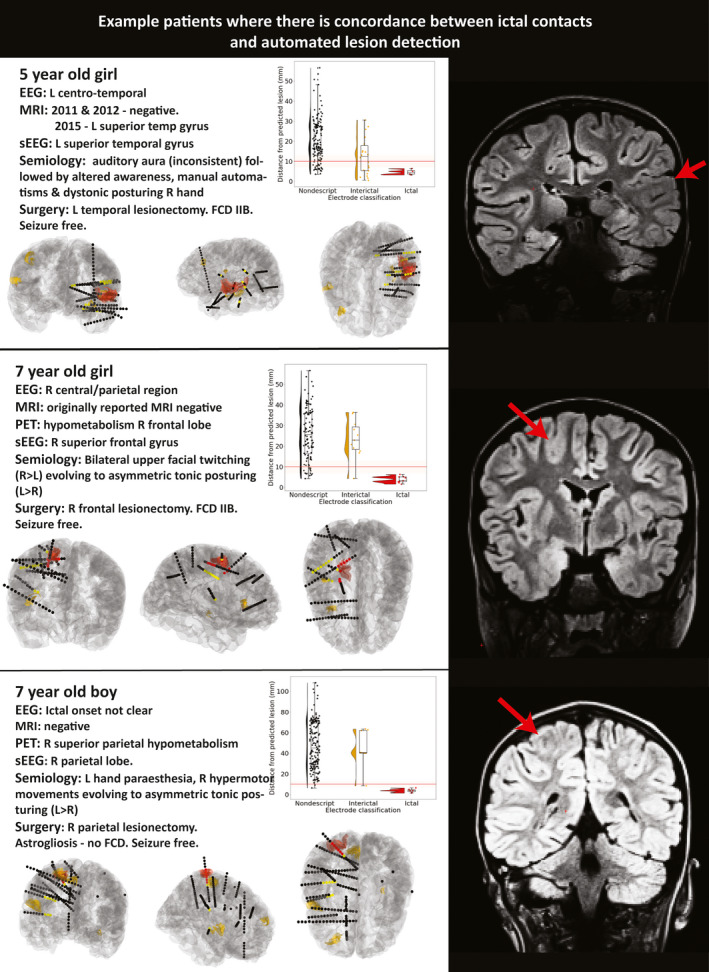 Example patients where there is concordance between ictal contacts
and automated lesion detection
5 year old girl
EEG: L centro-temporal
MRI: 2011 & 2012 - negative.
2015 - L superior temp gyrus
sEEG: L superior temporal gyrus
Semiology: auditory aura (inconsistent) fol-
lowed by altered awareness, manual automa-
tisms & dystonic posturing R hand
Surgery: L temporal lesionectomy. FCD IIB.
Seizure free.
Distance from predicted lesion (mm)
50
40
30
20
10
0
Nondescript Interictal Ictal
Electrode classification
7 year old girl
EEG: R central/parietal region
MRI: originally reported MRI negative
PET: hypometabolism R frontal lobe
sEEG: R superior frontal gyrus
Semiology: Bilateral upper facial twitching
(R>L) evolving to asymmetric tonic posturing
(L>R)
Surgery: R frontal lesionectomy. FCD IIB.
Seizure free.
Distance from predicted lesion (mm)
50
40
30
20
10
0
Nondescript Interictal Ictal
Electrode classification
7 year old boy
EEG: Ictal onset not clear
MRI: negative
PET: R superior parietal hypometabolism
sEEG: R parietal lobe.
Semiology: L hand paraesthesia, R hypermotor
movements evolving to asymmetric tonic pos-
turing (L>R)
Surgery: R parietal lesionectomy.
Astrogliosis - no FCD. Seizure free.
Distance from predicted lesion (mm)
100
80
60
40
20
0
Nondescript Interictal Ictal
Electrode classification